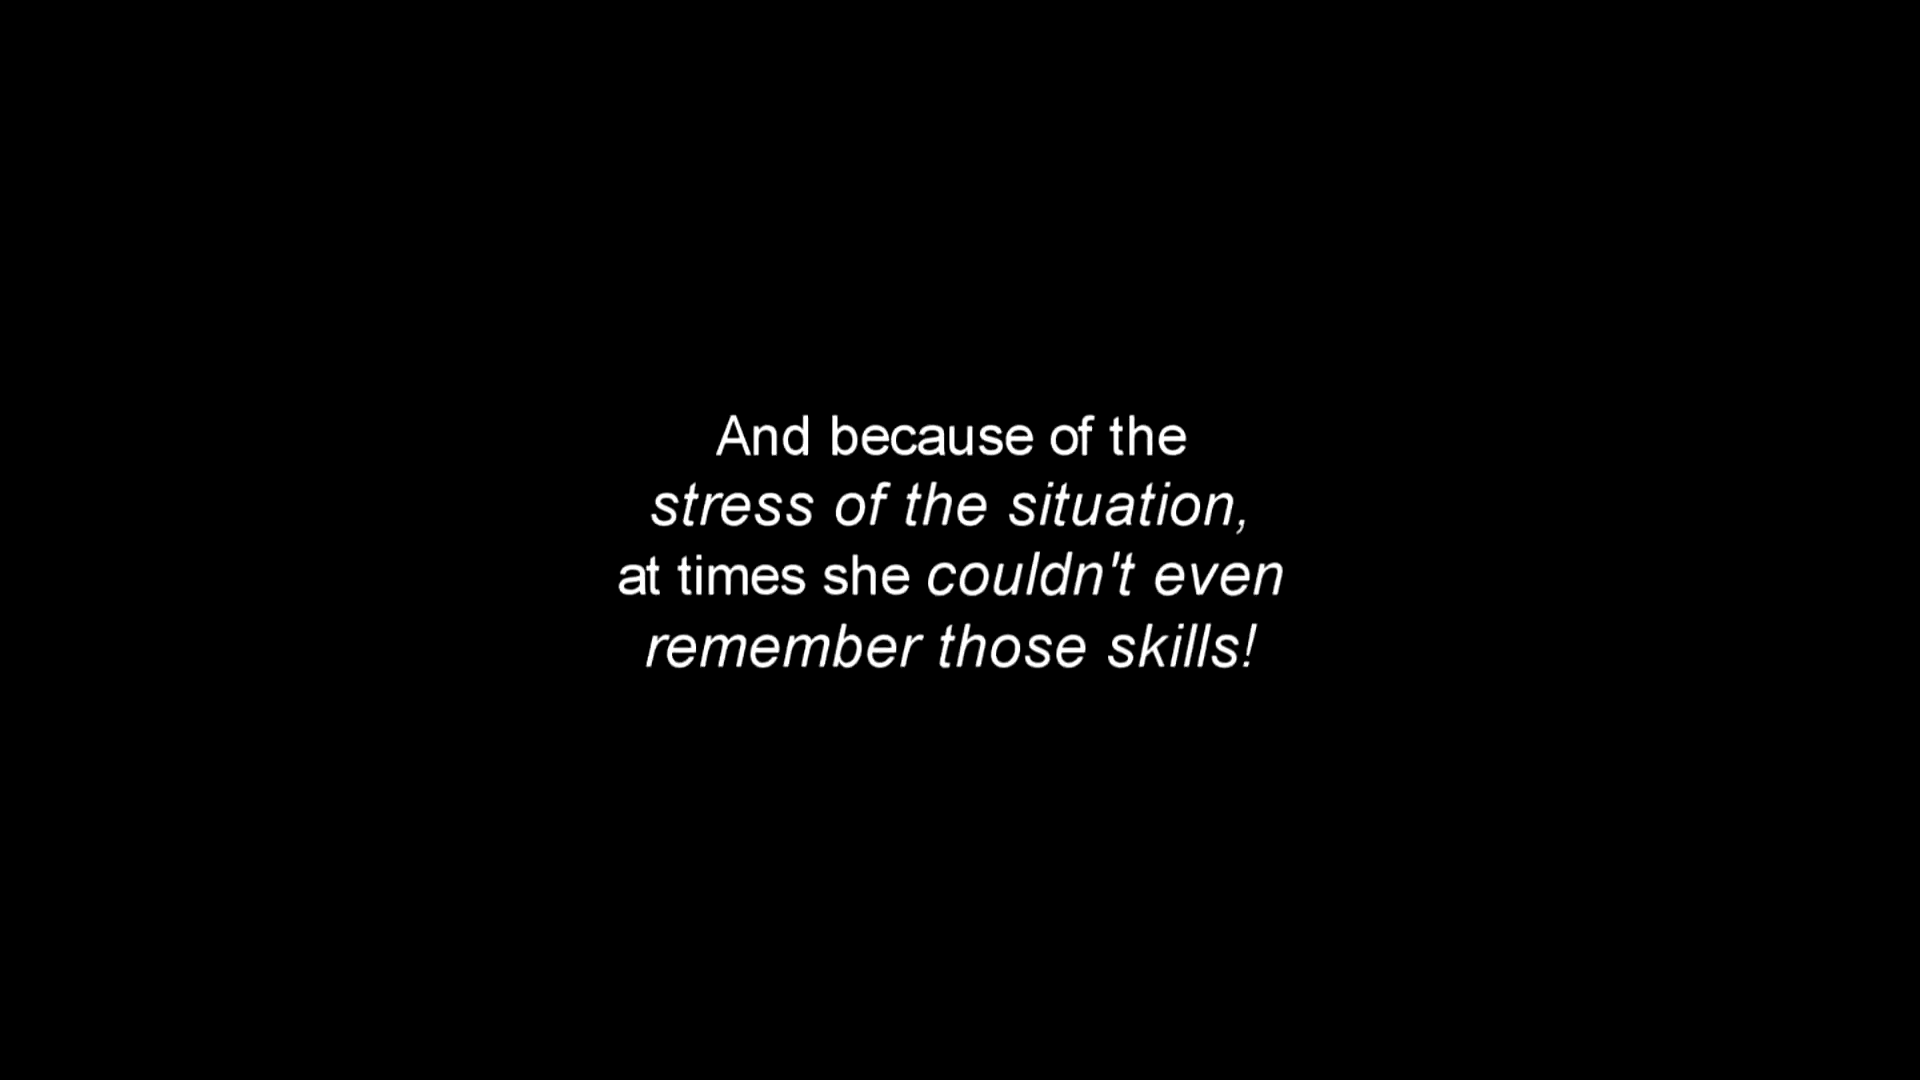 And because of the
stress of the situation,
at times she couldn't even
remember those skills!